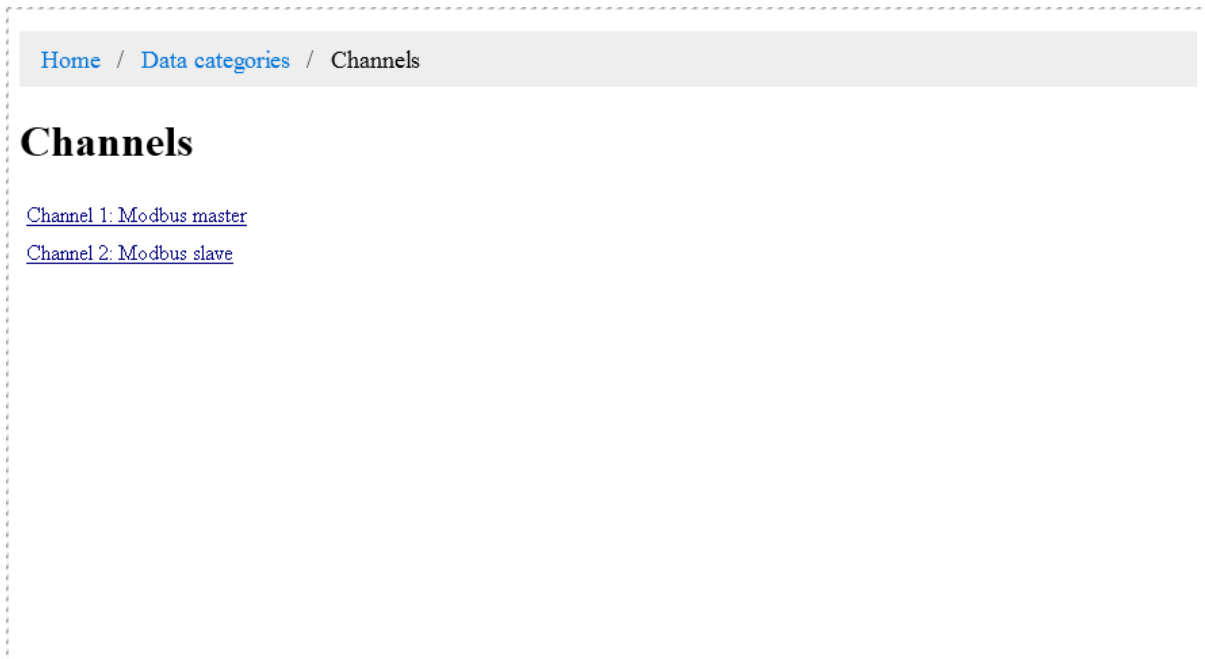 Home / Data categories / Channels
Channels
Channel 1: Modbus master
Channel 2: Modbus slave